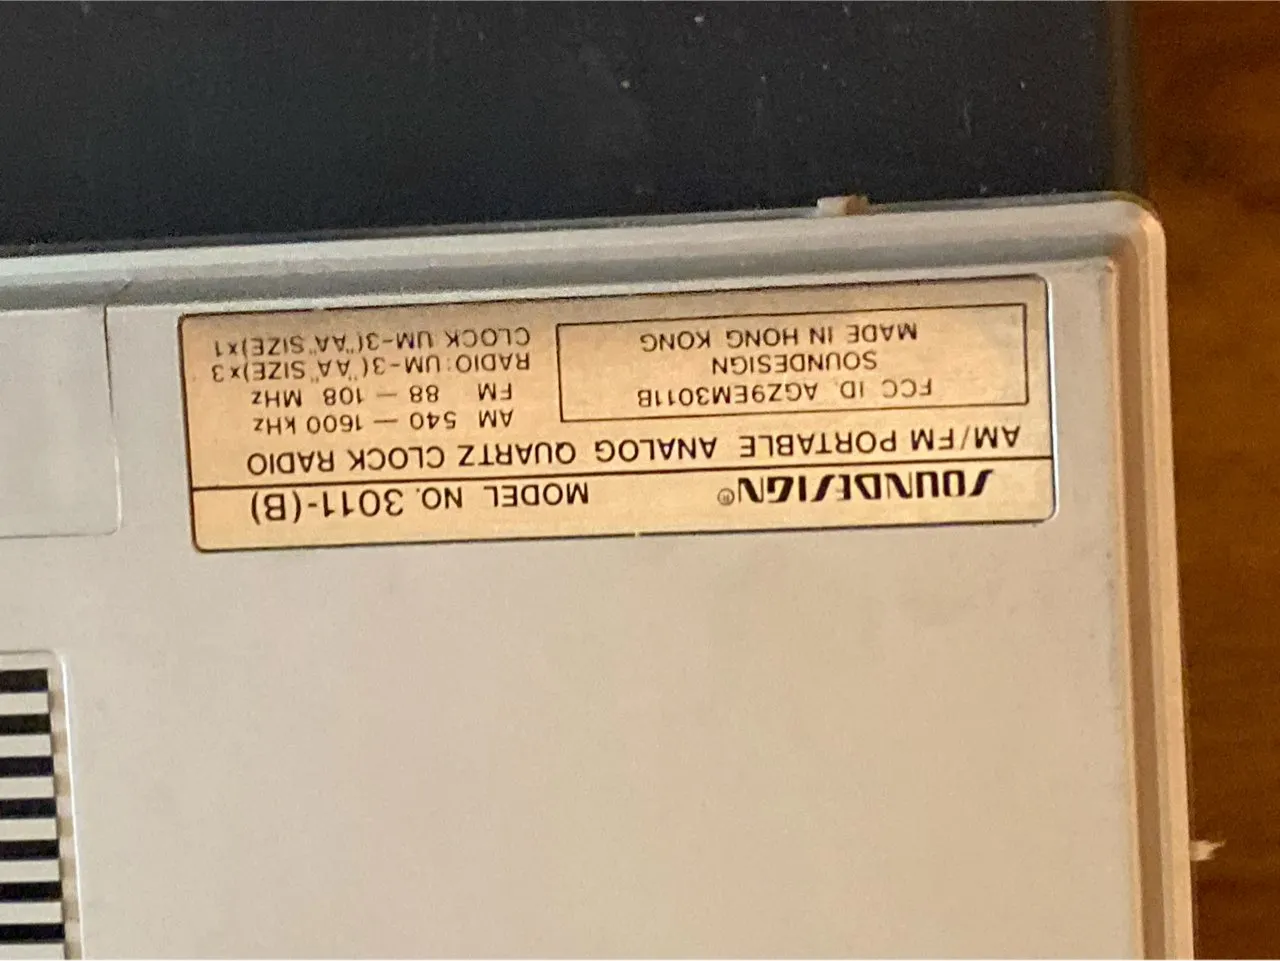 SOUNDESIGN® MODEL NO. 3011-(B)
AM/FM PORTABLE ANALOG QUARTZ CLOCK RADIO
FCC ID. AGZ9EM3011B
SOUNDESIGN
MADE IN HONG KONG
AM 540 — 1600 kHz
FM 88 — 108 MHz
RADIO: UM-3("AA" SIZE)x3
CLOCK UM-3("AA" SIZE)x1